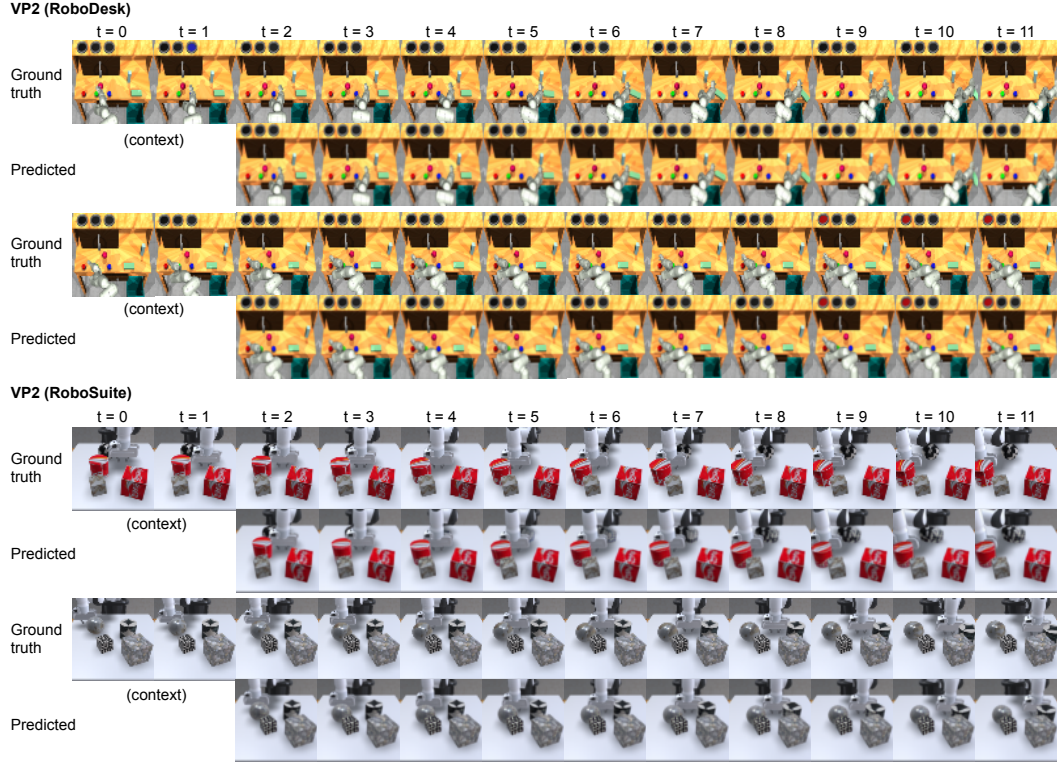 VP2 (RoboDesk)
t = 0 t = 1 t = 2 t = 3 t = 4 t = 5 t = 6 t = 7 t = 8 t = 9 t = 10 t = 11
Ground
truth
(context)
Predicted
Ground
truth
(context)
Predicted
VP2 (RoboSuite)
t = 0 t = 1 t = 2 t = 3 t = 4 t = 5 t = 6 t = 7 t = 8 t = 9 t = 10 t = 11
Ground
truth
(context)
Predicted
Ground
truth
(context)
Predicted